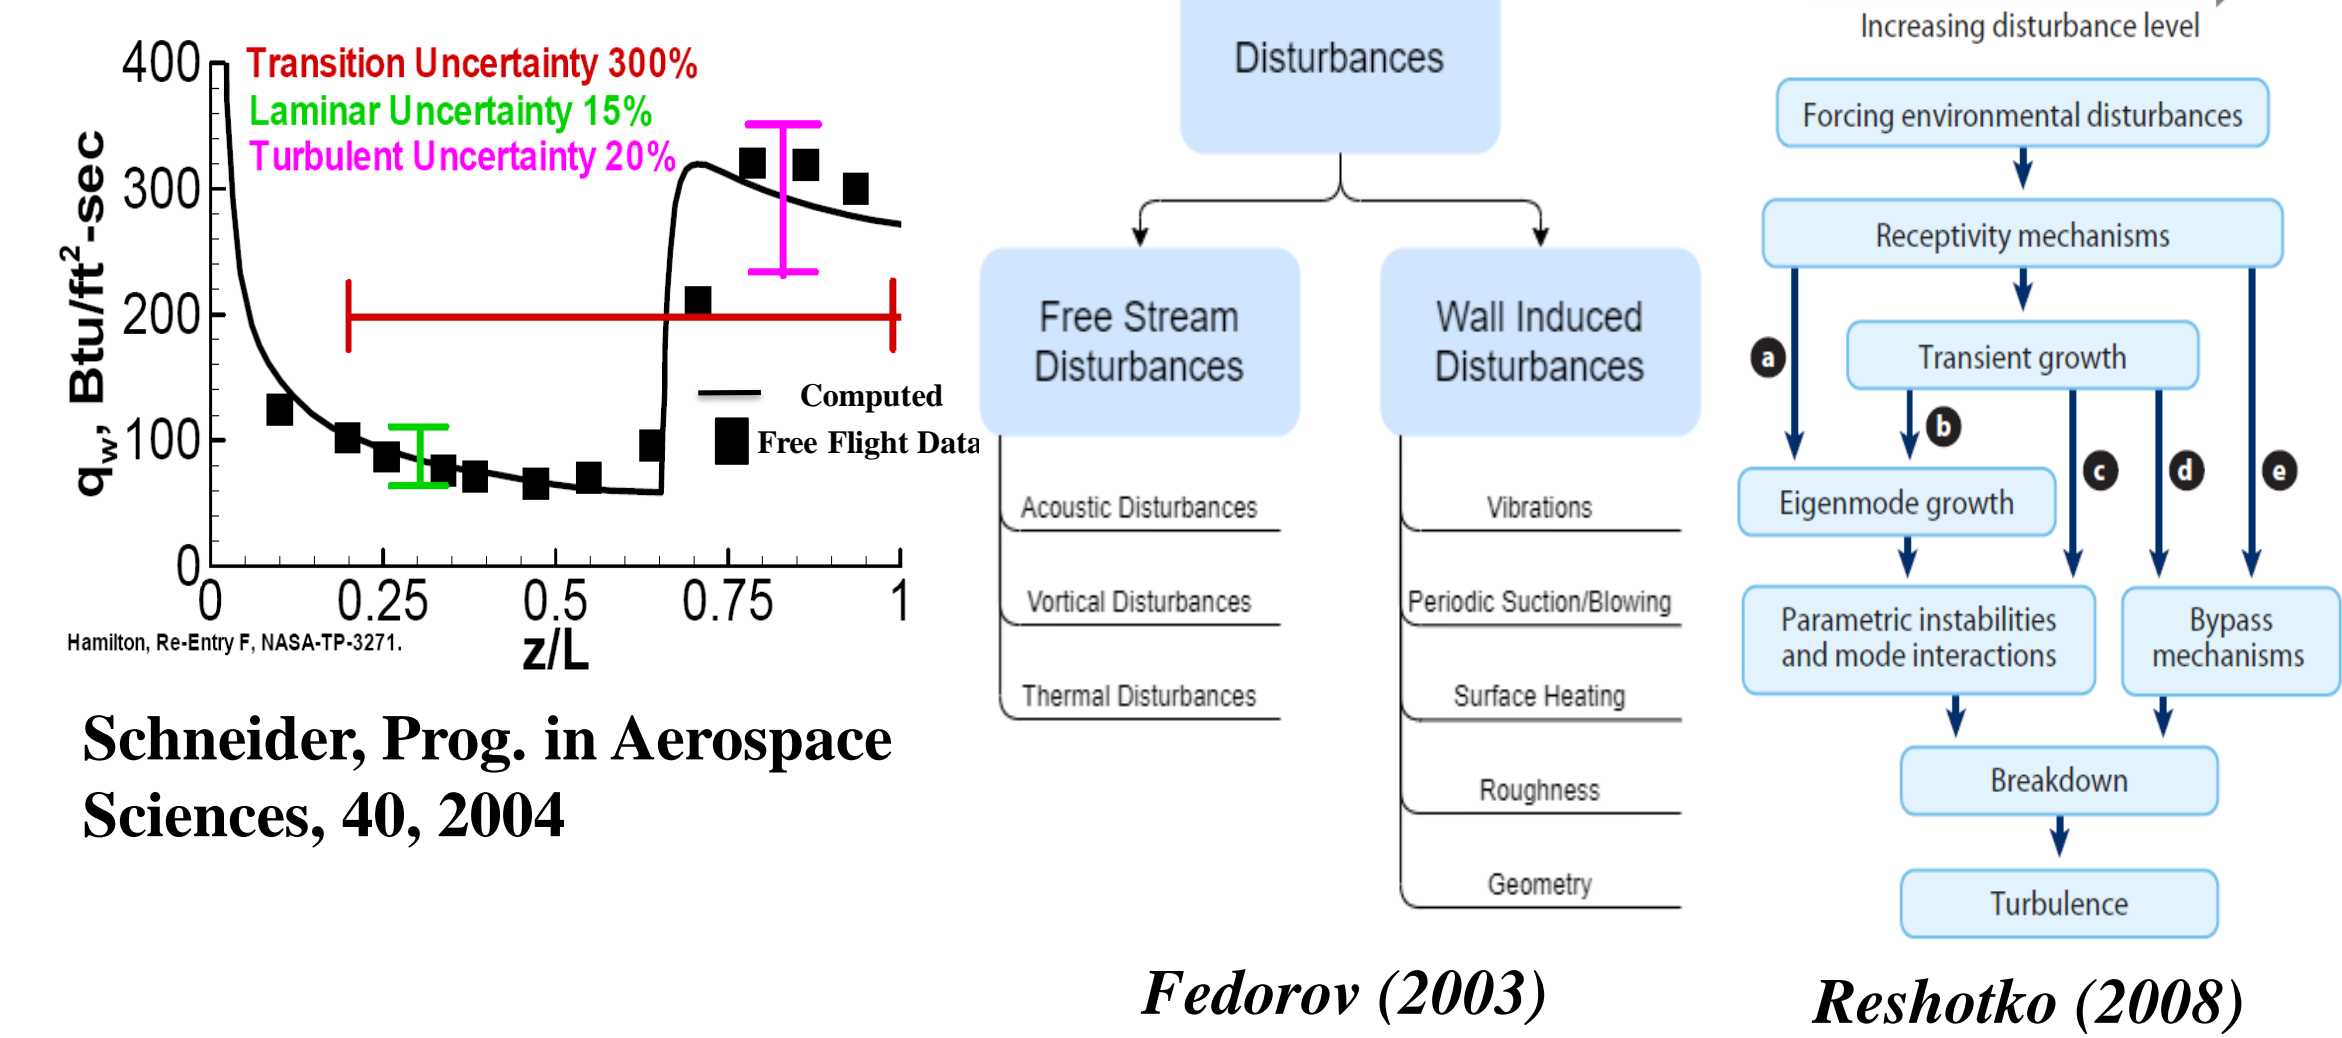 400
300
200
100
0
0
0.25
0.5
0.75
1
qw, Btu/ft²-sec
z/L
Transition Uncertainty 300%
Laminar Uncertainty 15%
Turbulent Uncertainty 20%
Computed
Free Flight Data
Hamilton, Re-Entry F, NASA-TP-3271.
Schneider, Prog. in Aerospace
Sciences, 40, 2004
Disturbances
Free Stream
Disturbances
Acoustic Disturbances
Vortical Disturbances
Thermal Disturbances
Wall Induced
Disturbances
Vibrations
Periodic Suction/Blowing
Surface Heating
Roughness
Geometry
Fedorov (2003)
Increasing disturbance level
Forcing environmental disturbances
Receptivity mechanisms
a
Transient growth
b
c
d
e
Eigenmode growth
Parametric instabilities
and mode interactions
Bypass
mechanisms
Breakdown
Turbulence
Reshotko (2008)